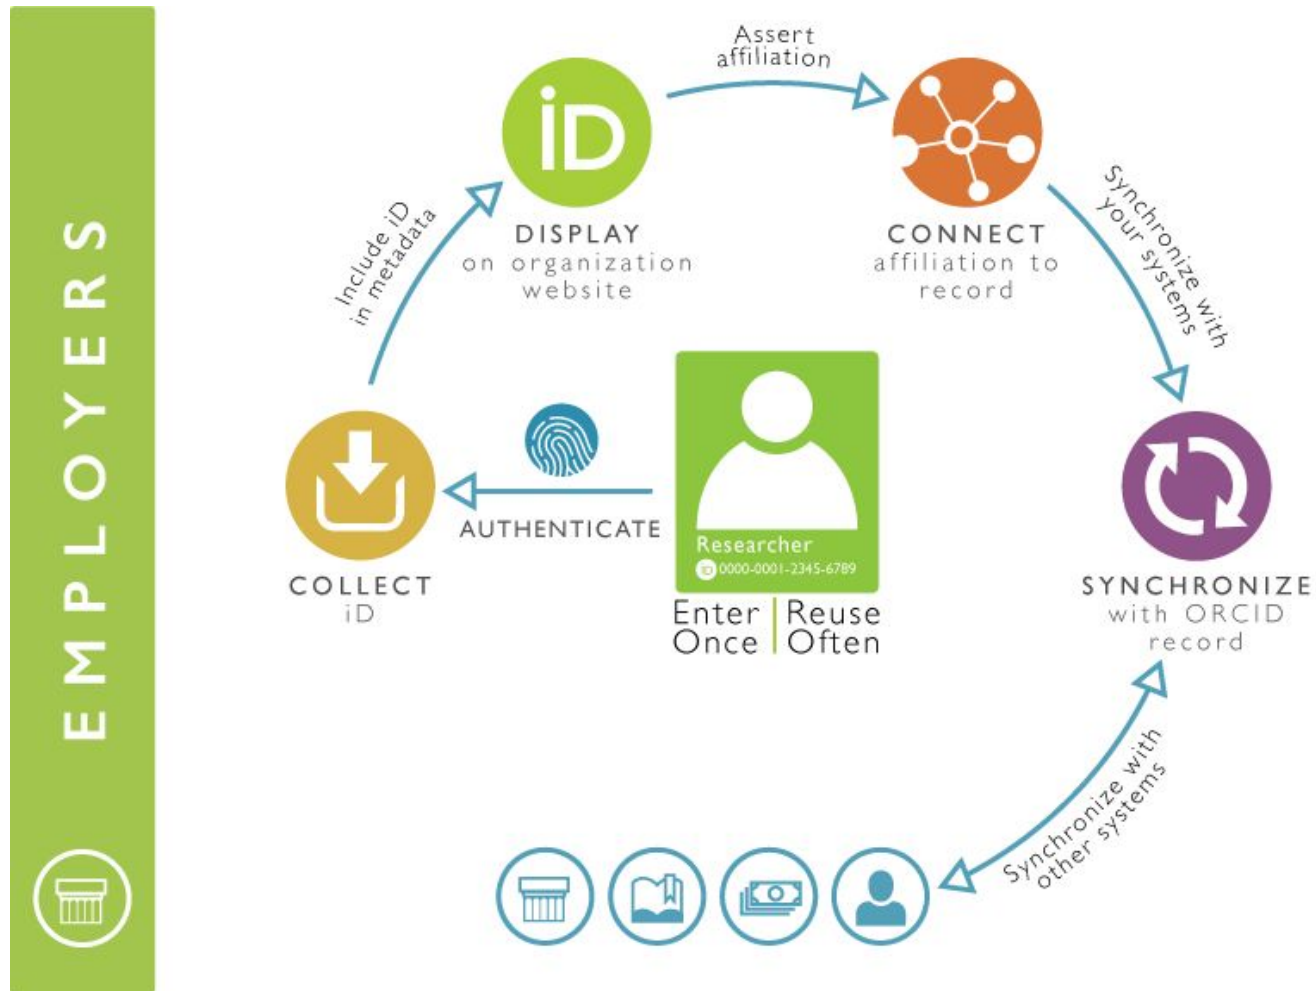 EMPLOYERS
Assert
affiliation
iD
DISPLAY
on organization
website
CONNECT
affiliation to
record
Include iD
in metadata
Synchronize with
your systems
AUTHENTICATE
COLLECT
iD
Researcher
iD 0000-0001-2345-6789
Enter
Once
Reuse
Often
SYNCHRONIZE
with ORCID
record
Synchronize with
other systems